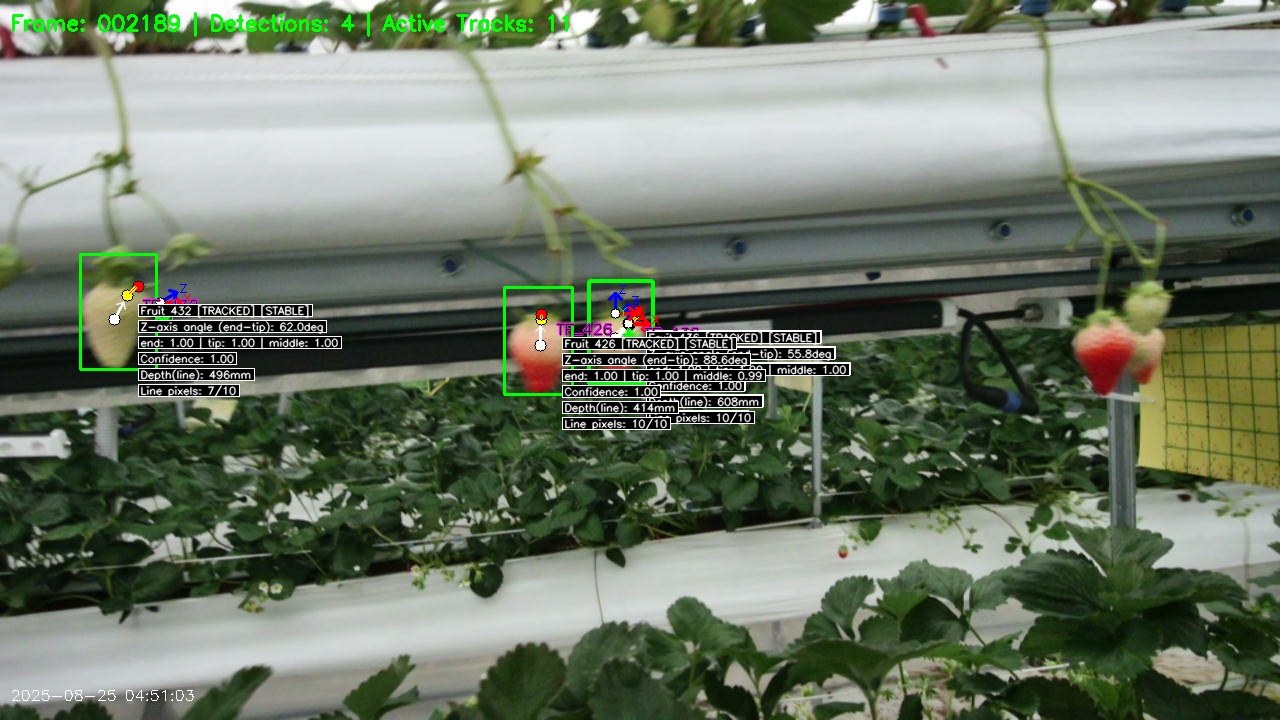 Frame: 002189 | Detections: 4 | Active Tracks: 11
Fruit 432 [TRACKED] [STABLE]
Z-axis angle (end-tip): 62.0deg
end: 1.00 | tip: 1.00 | middle: 1.00
Confidence: 1.00
Depth(line): 496mm
Line pixels: 7/10
TF_426
Z
Fruit 426 [TRACKED] [STABLE]
Z-axis angle (end-tip): 88.6deg
end: 1.00 | tip: 1.00 | middle: 0.99
Confidence: 1.00
Depth(line): 414mm
Line pixels: 10/10
[STABLE]
-tip): 55.8deg
middle: 1.00
onfidence: 1.00
(line): 608mm
pixels: 10/10
2025-08-25 04:51:03